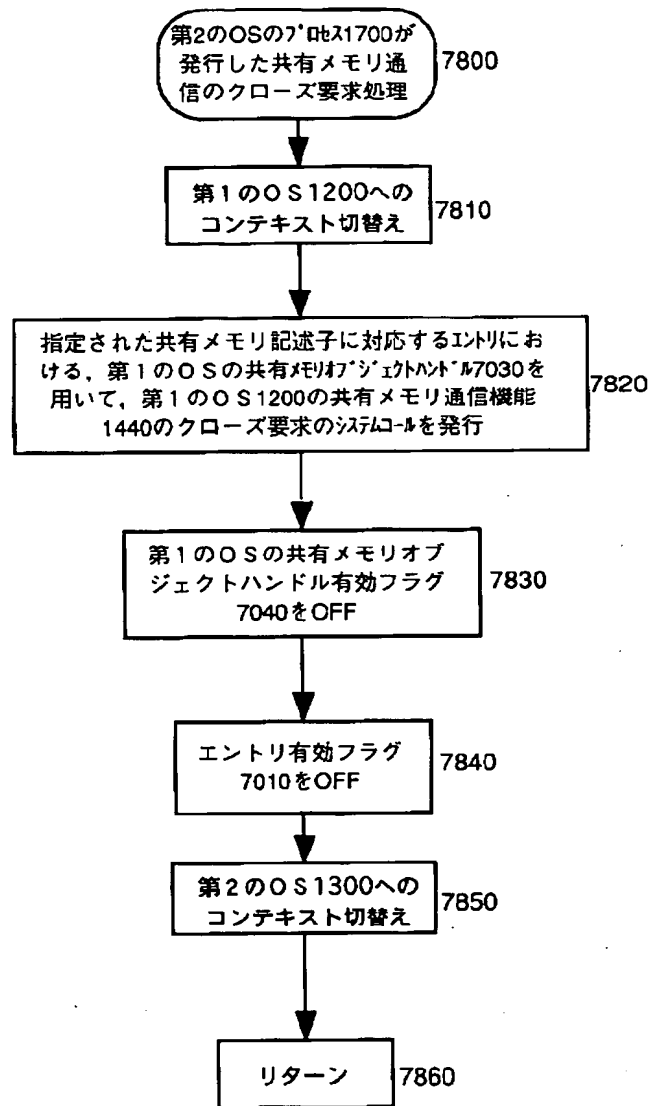 第2のOSのプロセス1700が
発行した共有メモリ通
信のクローズ要求処理
7800
第1のOS1200への
コンテキスト切替え
7810
指定された共有メモリ記述子に対応するエントリにお
ける，第1のOSの共有メモリオブジェクトハンドル7030を
用いて，第1のOS1200の共有メモリ通信機能
1440のクローズ要求のシステムコールを発行
7820
第1のOSの共有メモリオブ
ジェクトハンドル有効フラグ
7040をOFF
7830
エントリ有効フラグ
7010をOFF
7840
第2のOS1300への
コンテキスト切替え
7850
リターン
7860